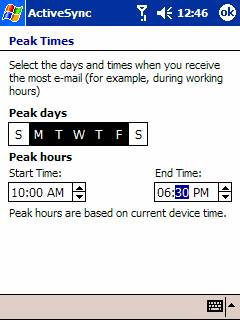 ActiveSync 12:46 ok
Peak Times
Select the days and times when you receive
the most e-mail (for example, during working
hours)
Peak days
S M T W T F S
Peak hours
Start Time: End Time:
10:00 AM 06:30 PM
Peak hours are based on current device time.